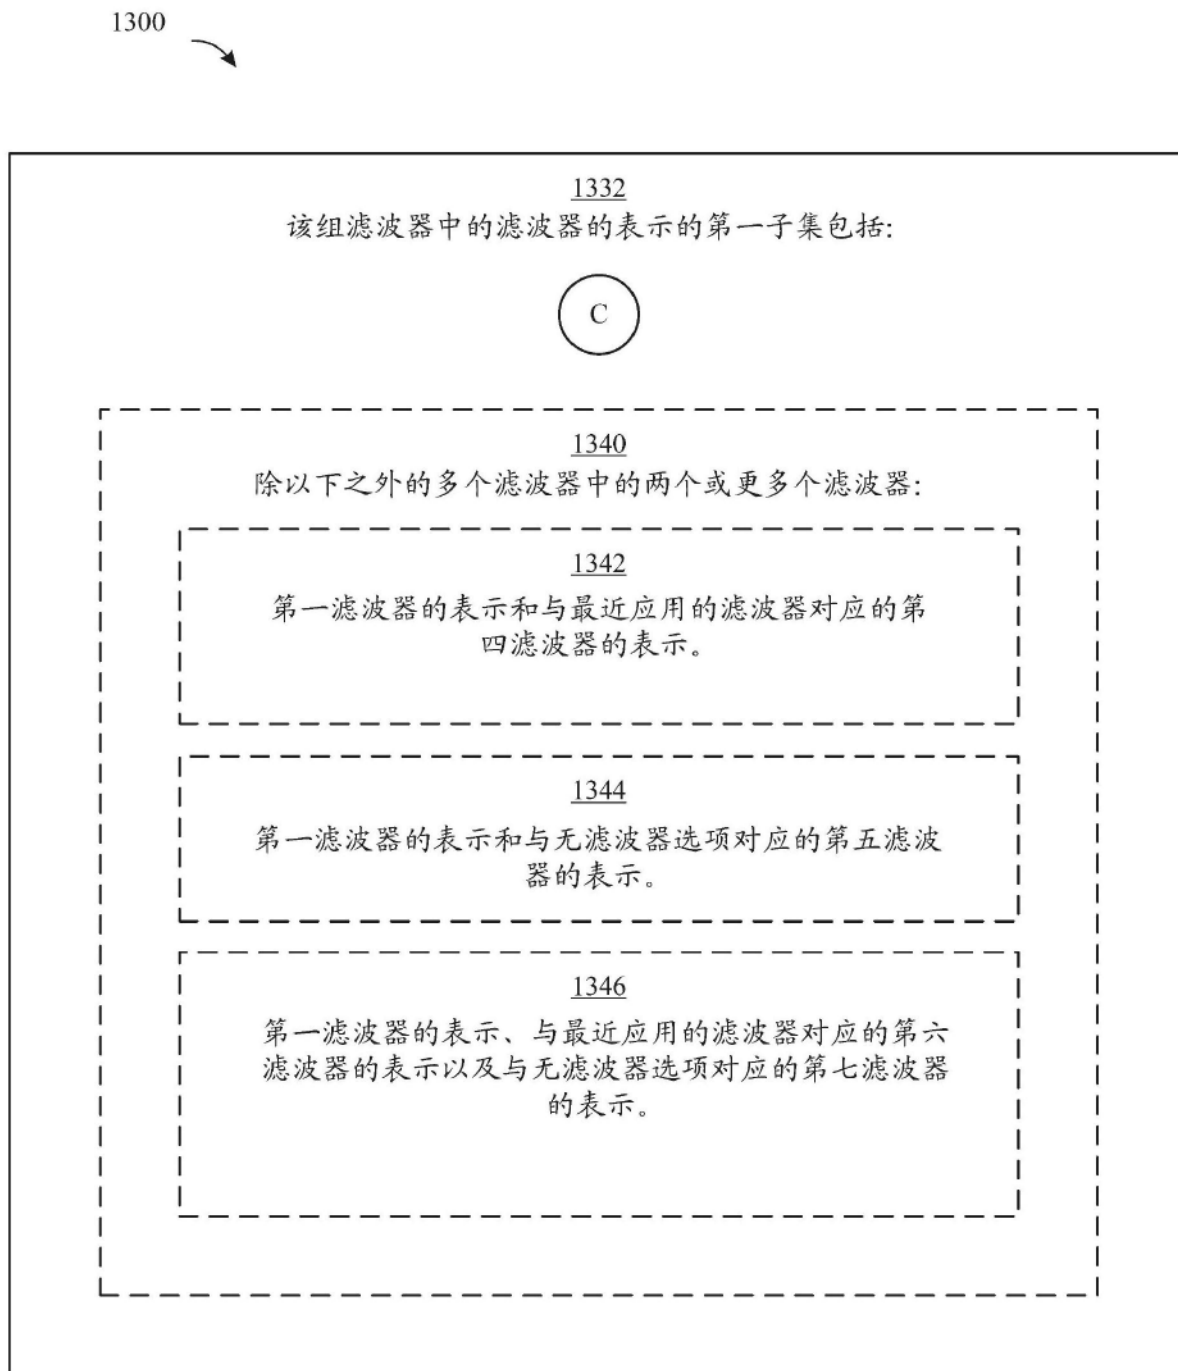 1300
1332
该组滤波器中的滤波器的表示的第一子集包括:
C
1340
除以下之外的多个滤波器中的两个或更多个滤波器:
1342
第一滤波器的表示和与最近应用的滤波器对应的第
四滤波器的表示。
1344
第一滤波器的表示和与无滤波器选项对应的第五滤波
器的表示。
1346
第一滤波器的表示、与最近应用的滤波器对应的第六
滤波器的表示以及与无滤波器选项对应的第七滤波器
的表示。